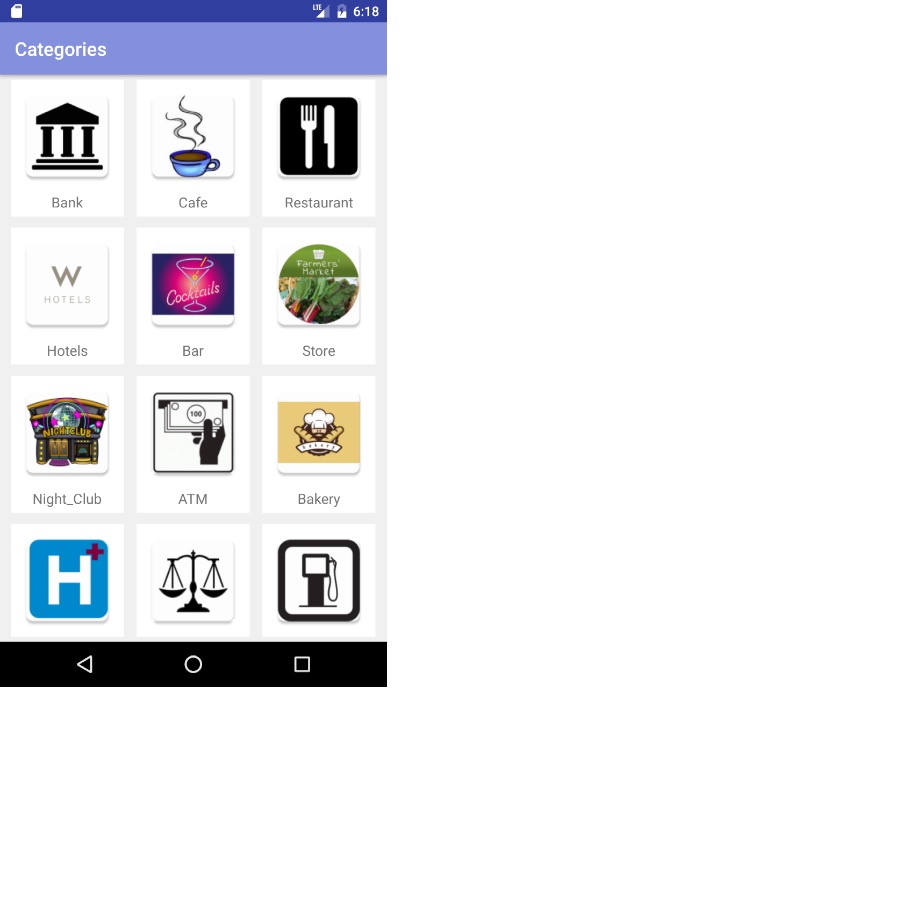 LTE 6:18
Categories
Bank
Cafe
Restaurant
W
HOTELS
Cocktails
Farmers'
Market
Hotels
Bar
Store
NIGHTCLUB
100
bakery
Night_Club
ATM
Bakery
H